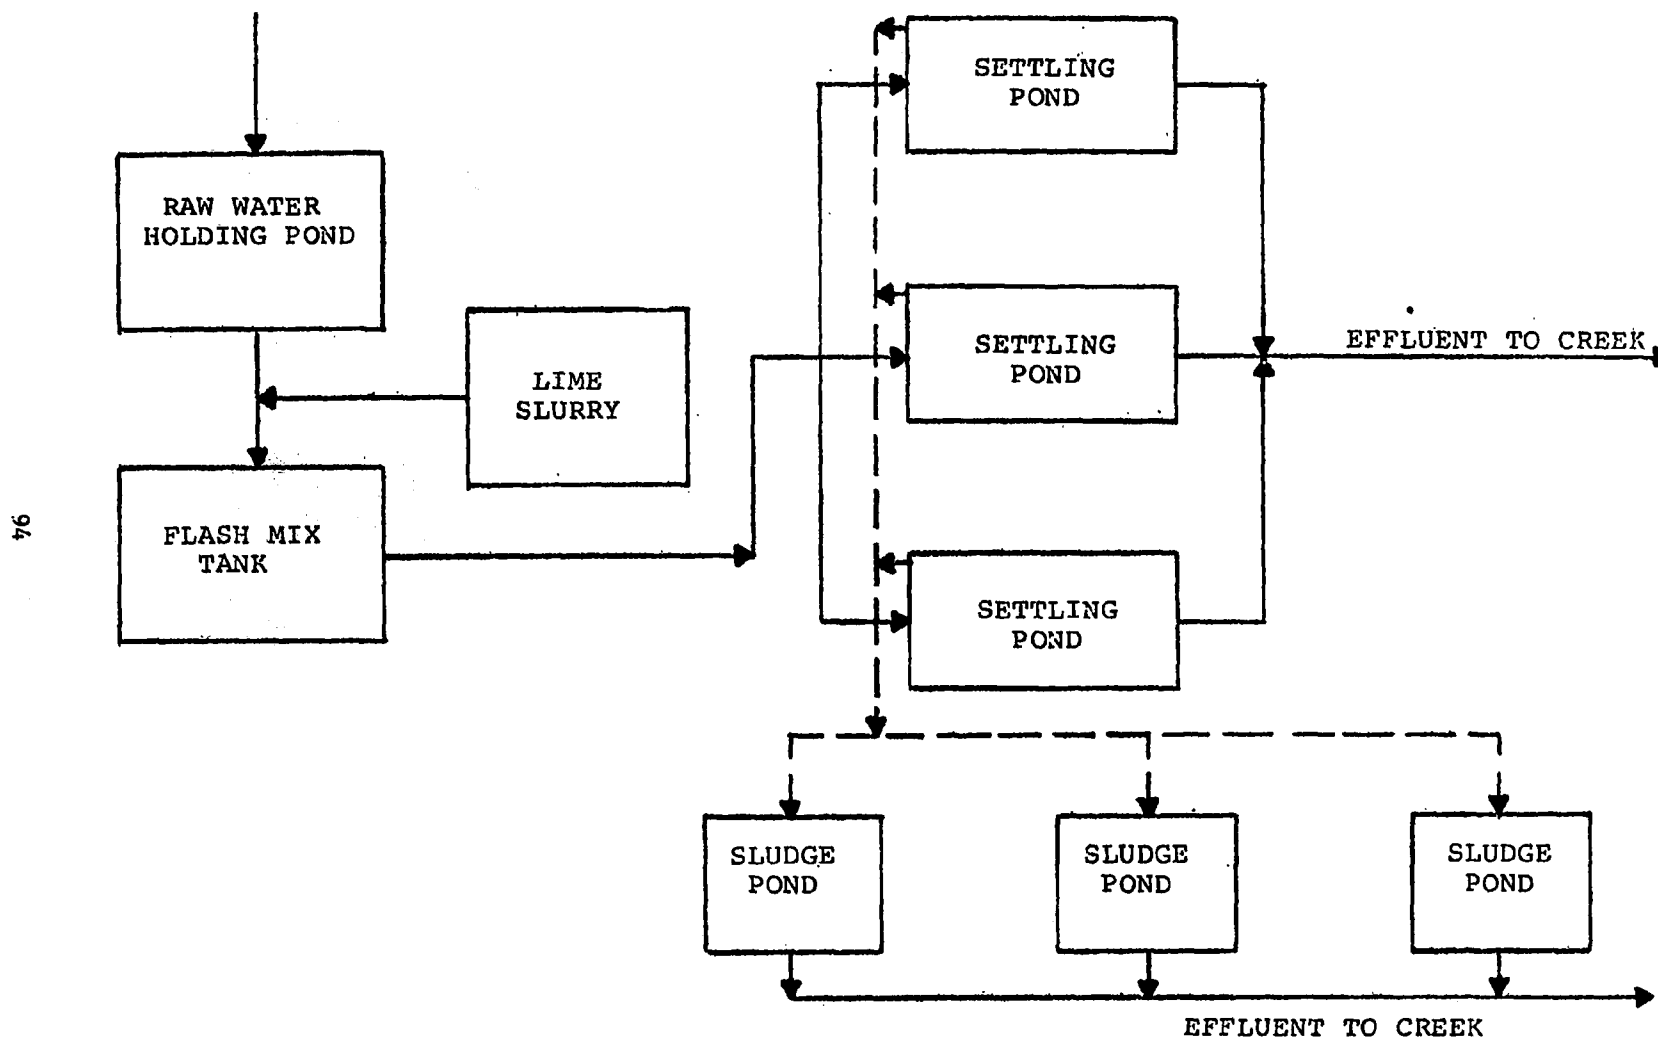 RAW WATER
HOLDING POND
LIME
SLURRY
FLASH MIX
TANK
SETTLING
POND
SETTLING
POND
SETTLING
POND
EFFLUENT TO CREEK
SLUDGE
POND
SLUDGE
POND
SLUDGE
POND
EFFLUENT TO CREEK
94